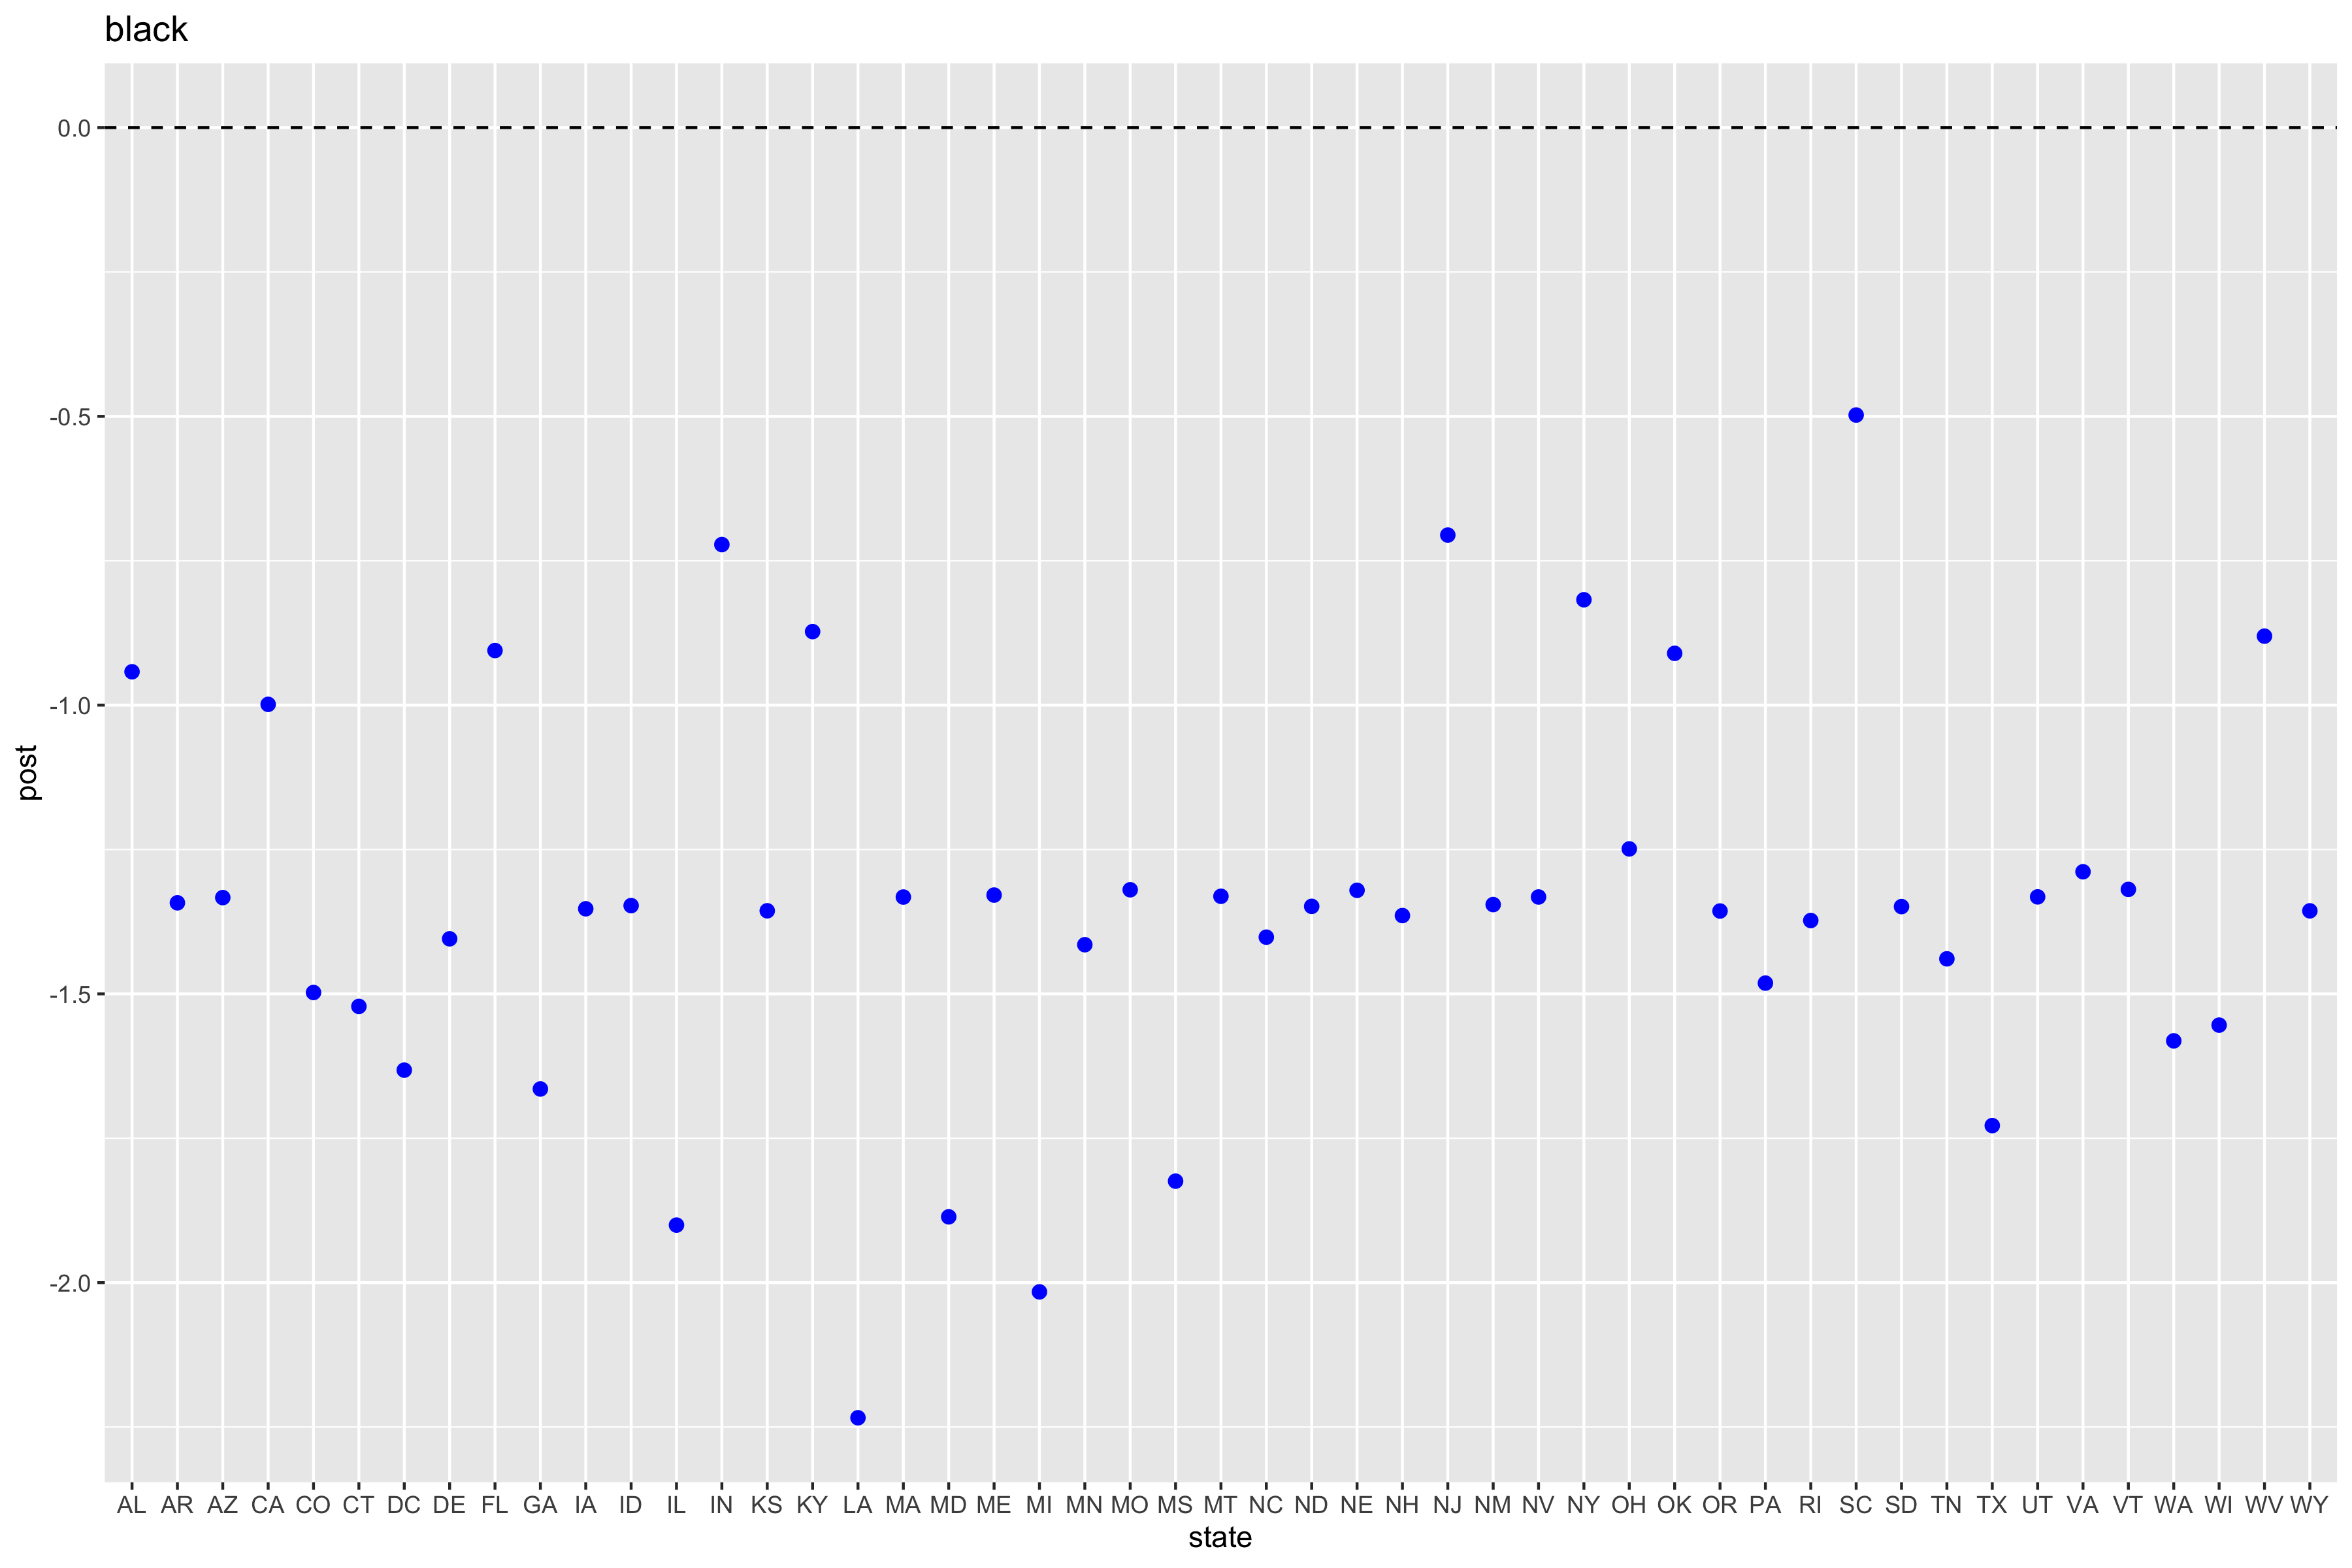 black
0.0
-0.5
-1.0
-1.5
-2.0
post
AL AR AZ CA CO CT DC DE FL GA IA ID IL IN KS KY LA MA MD ME MI MN MO MS MT NC ND NE NH NJ NM NV NY OH OK OR PA RI SC SD TN TX UT VA VT WA WI WV WY
state